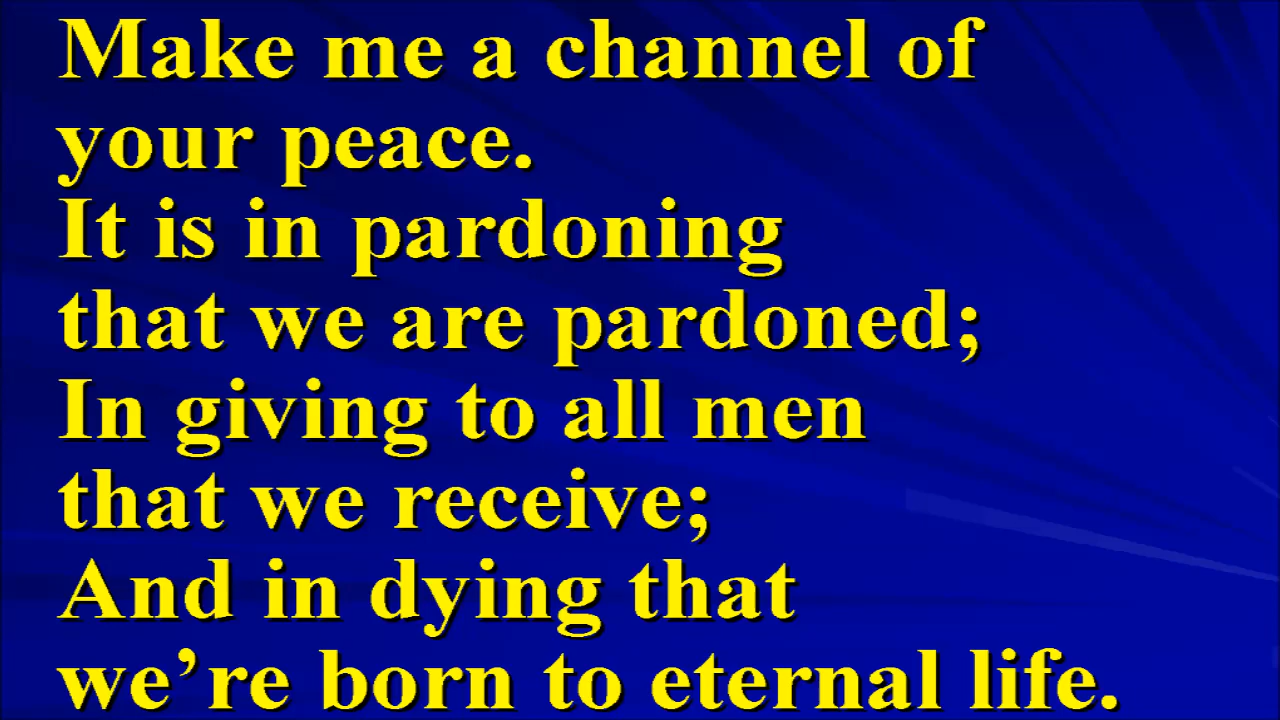 Make me a channel of
your peace.
It is in pardoning
that we are pardoned;
In giving to all men
that we receive;
And in dying that
we’re born to eternal life.